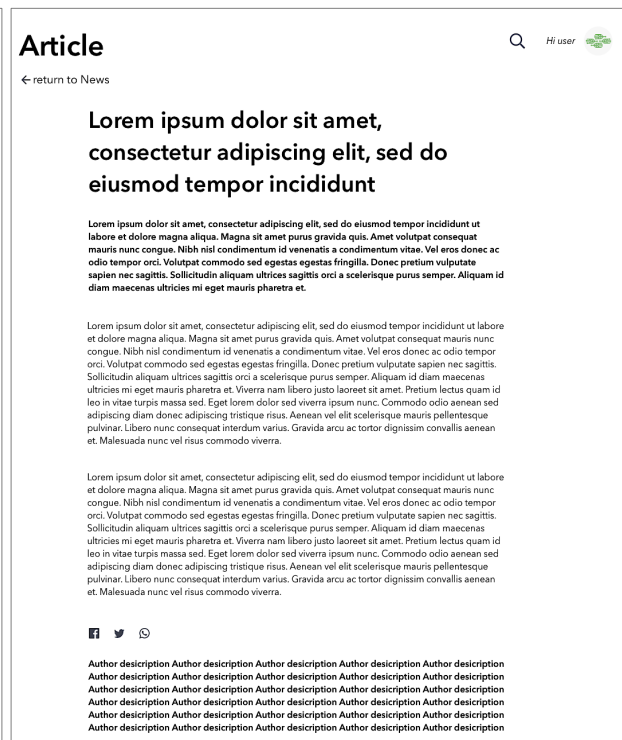 Article
Hi user
return to News
Lorem ipsum dolor sit amet,
consectetur adipiscing elit, sed do
eiusmod tempor incididunt
Lorem ipsum dolor sit amet, consectetur adipiscing elit, sed do eiusmod tempor incididunt ut
labore et dolore magna aliqua. Magna sit amet purus gravida quis. Amet volutpat consequat
mauris nunc congue. Nibh nisl condimentum id venenatis a condimentum vitae. Vel eros donec ac
odio tempor orci. Volutpat commodo sed egestas egestas fringilla. Donec pretium vulputate
sapien nec sagittis. Sollicitudin aliquam ultrices sagittis orci a scelerisque purus semper. Aliquam id
diam maecenas ultricies mi eget mauris pharetra et.
Lorem ipsum dolor sit amet, consectetur adipiscing elit, sed do eiusmod tempor incididunt ut labore
et dolore magna aliqua. Magna sit amet purus gravida quis. Amet volutpat consequat mauris nunc
congue. Nibh nisl condimentum id venenatis a condimentum vitae. Vel eros donec ac odio tempor
orci. Volutpat commodo sed egestas egestas fringilla. Donec pretium vulputate sapien nec sagittis.
Sollicitudin aliquam ultrices sagittis orci a scelerisque purus semper. Aliquam id diam maecenas
ultricies mi eget mauris pharetra et. Viverra nam libero justo laoreet sit amet. Pretium lectus quam id
leo in vitae turpis massa sed. Eget lorem dolor sed viverra ipsum nunc. Commodo odio aenean sed
adipiscing diam donec adipiscing tristique risus. Aenean vel elit scelerisque mauris pellentesque
pulvinar. Libero nunc consequat interdum varius. Gravida arcu ac tortor dignissim convallis aenean
et. Malesuada nunc vel risus commodo viverra.
Lorem ipsum dolor sit amet, consectetur adipiscing elit, sed do eiusmod tempor incididunt ut labore
et dolore magna aliqua. Magna sit amet purus gravida quis. Amet volutpat consequat mauris nunc
congue. Nibh nisl condimentum id venenatis a condimentum vitae. Vel eros donec ac odio tempor
orci. Volutpat commodo sed egestas egestas fringilla. Donec pretium vulputate sapien nec sagittis.
Sollicitudin aliquam ultrices sagittis orci a scelerisque purus semper. Aliquam id diam maecenas
ultricies mi eget mauris pharetra et. Viverra nam libero justo laoreet sit amet. Pretium lectus quam id
leo in vitae turpis massa sed. Eget lorem dolor sed viverra ipsum nunc. Commodo odio aenean sed
adipiscing diam donec adipiscing tristique risus. Aenean vel elit scelerisque mauris pellentesque
pulvinar. Libero nunc consequat interdum varius. Gravida arcu ac tortor dignissim convallis aenean
et. Malesuada nunc vel risus commodo viverra.
Author desicription Author desicription Author desicription Author desicription Author desicription
Author desicription Author desicription Author desicription Author desicription Author desicription
Author desicription Author desicription Author desicription Author desicription Author desicription
Author desicription Author desicription Author desicription Author desicription Author desicription
Author desicription Author desicription Author desicription Author desicription Author desicription
Author desicription Author desicription Author desicription Author desicription Author desicription